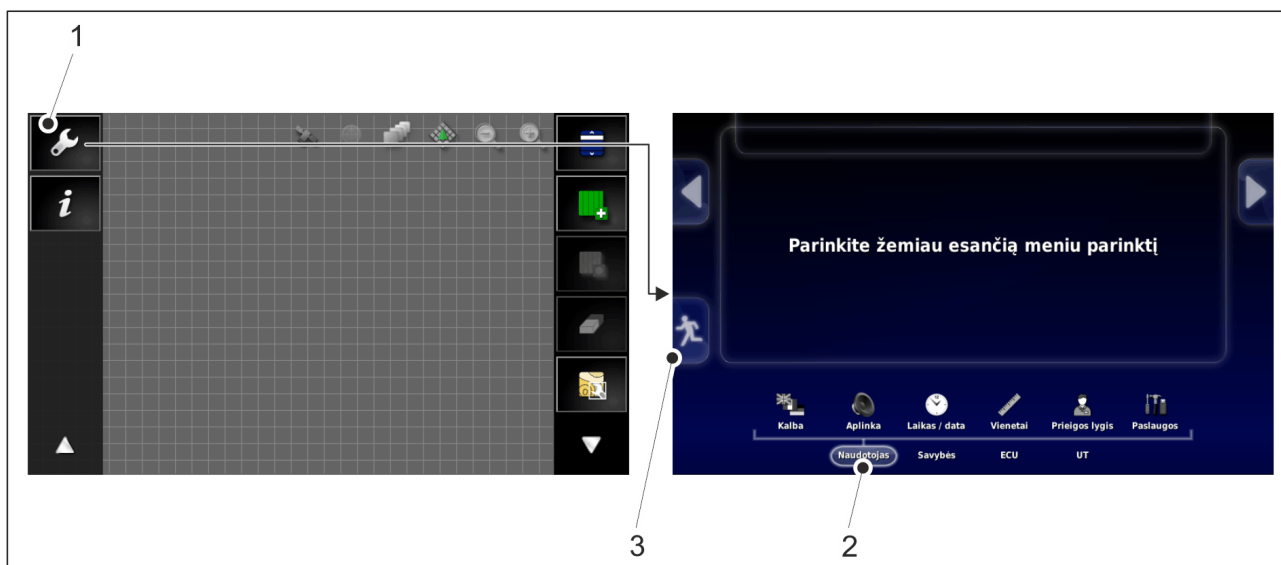 1
i
Parinkite žemiau esančią meniu parinktį
Kalba Aplinka Laikas / data Vienetai Prieigos lygis Paslaugos
Naudotojas Savybės ECU UT
3 2